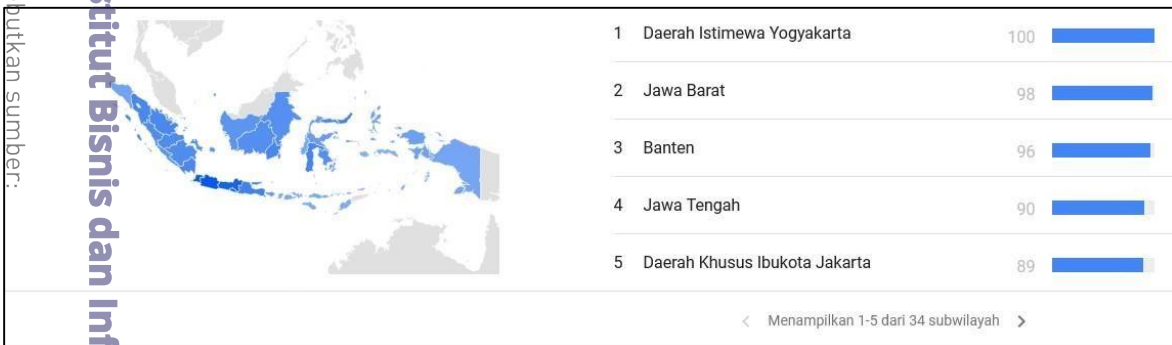 1 Daerah Istimewa Yogyakarta 100
2 Jawa Barat 98
3 Banten 96
4 Jawa Tengah 90
5 Daerah Khusus Ibukota Jakarta 89
Menampilkan 1-5 dari 34 subwilayah
butkan sumber:
stitut Bisnis dan Inf